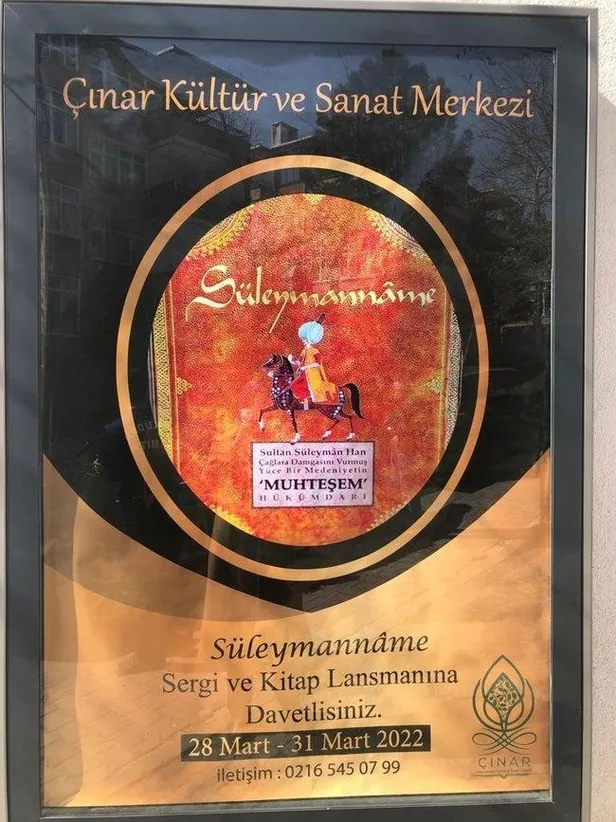 Çınar Kültür ve Sanat Merkezi
Süleymannâme
Sultan Süleymân Han
Çağlara Damgasını Vurmuş
Yüce Bir Medeniyetin
'MUHTEŞEM'
HÜKÜMDARI
Süleymannâme
Sergi ve Kitap Lansmanına
Davetlisiniz.
28 Mart - 31 Mart 2022
iletişim : 0216 545 07 99
ÇINAR